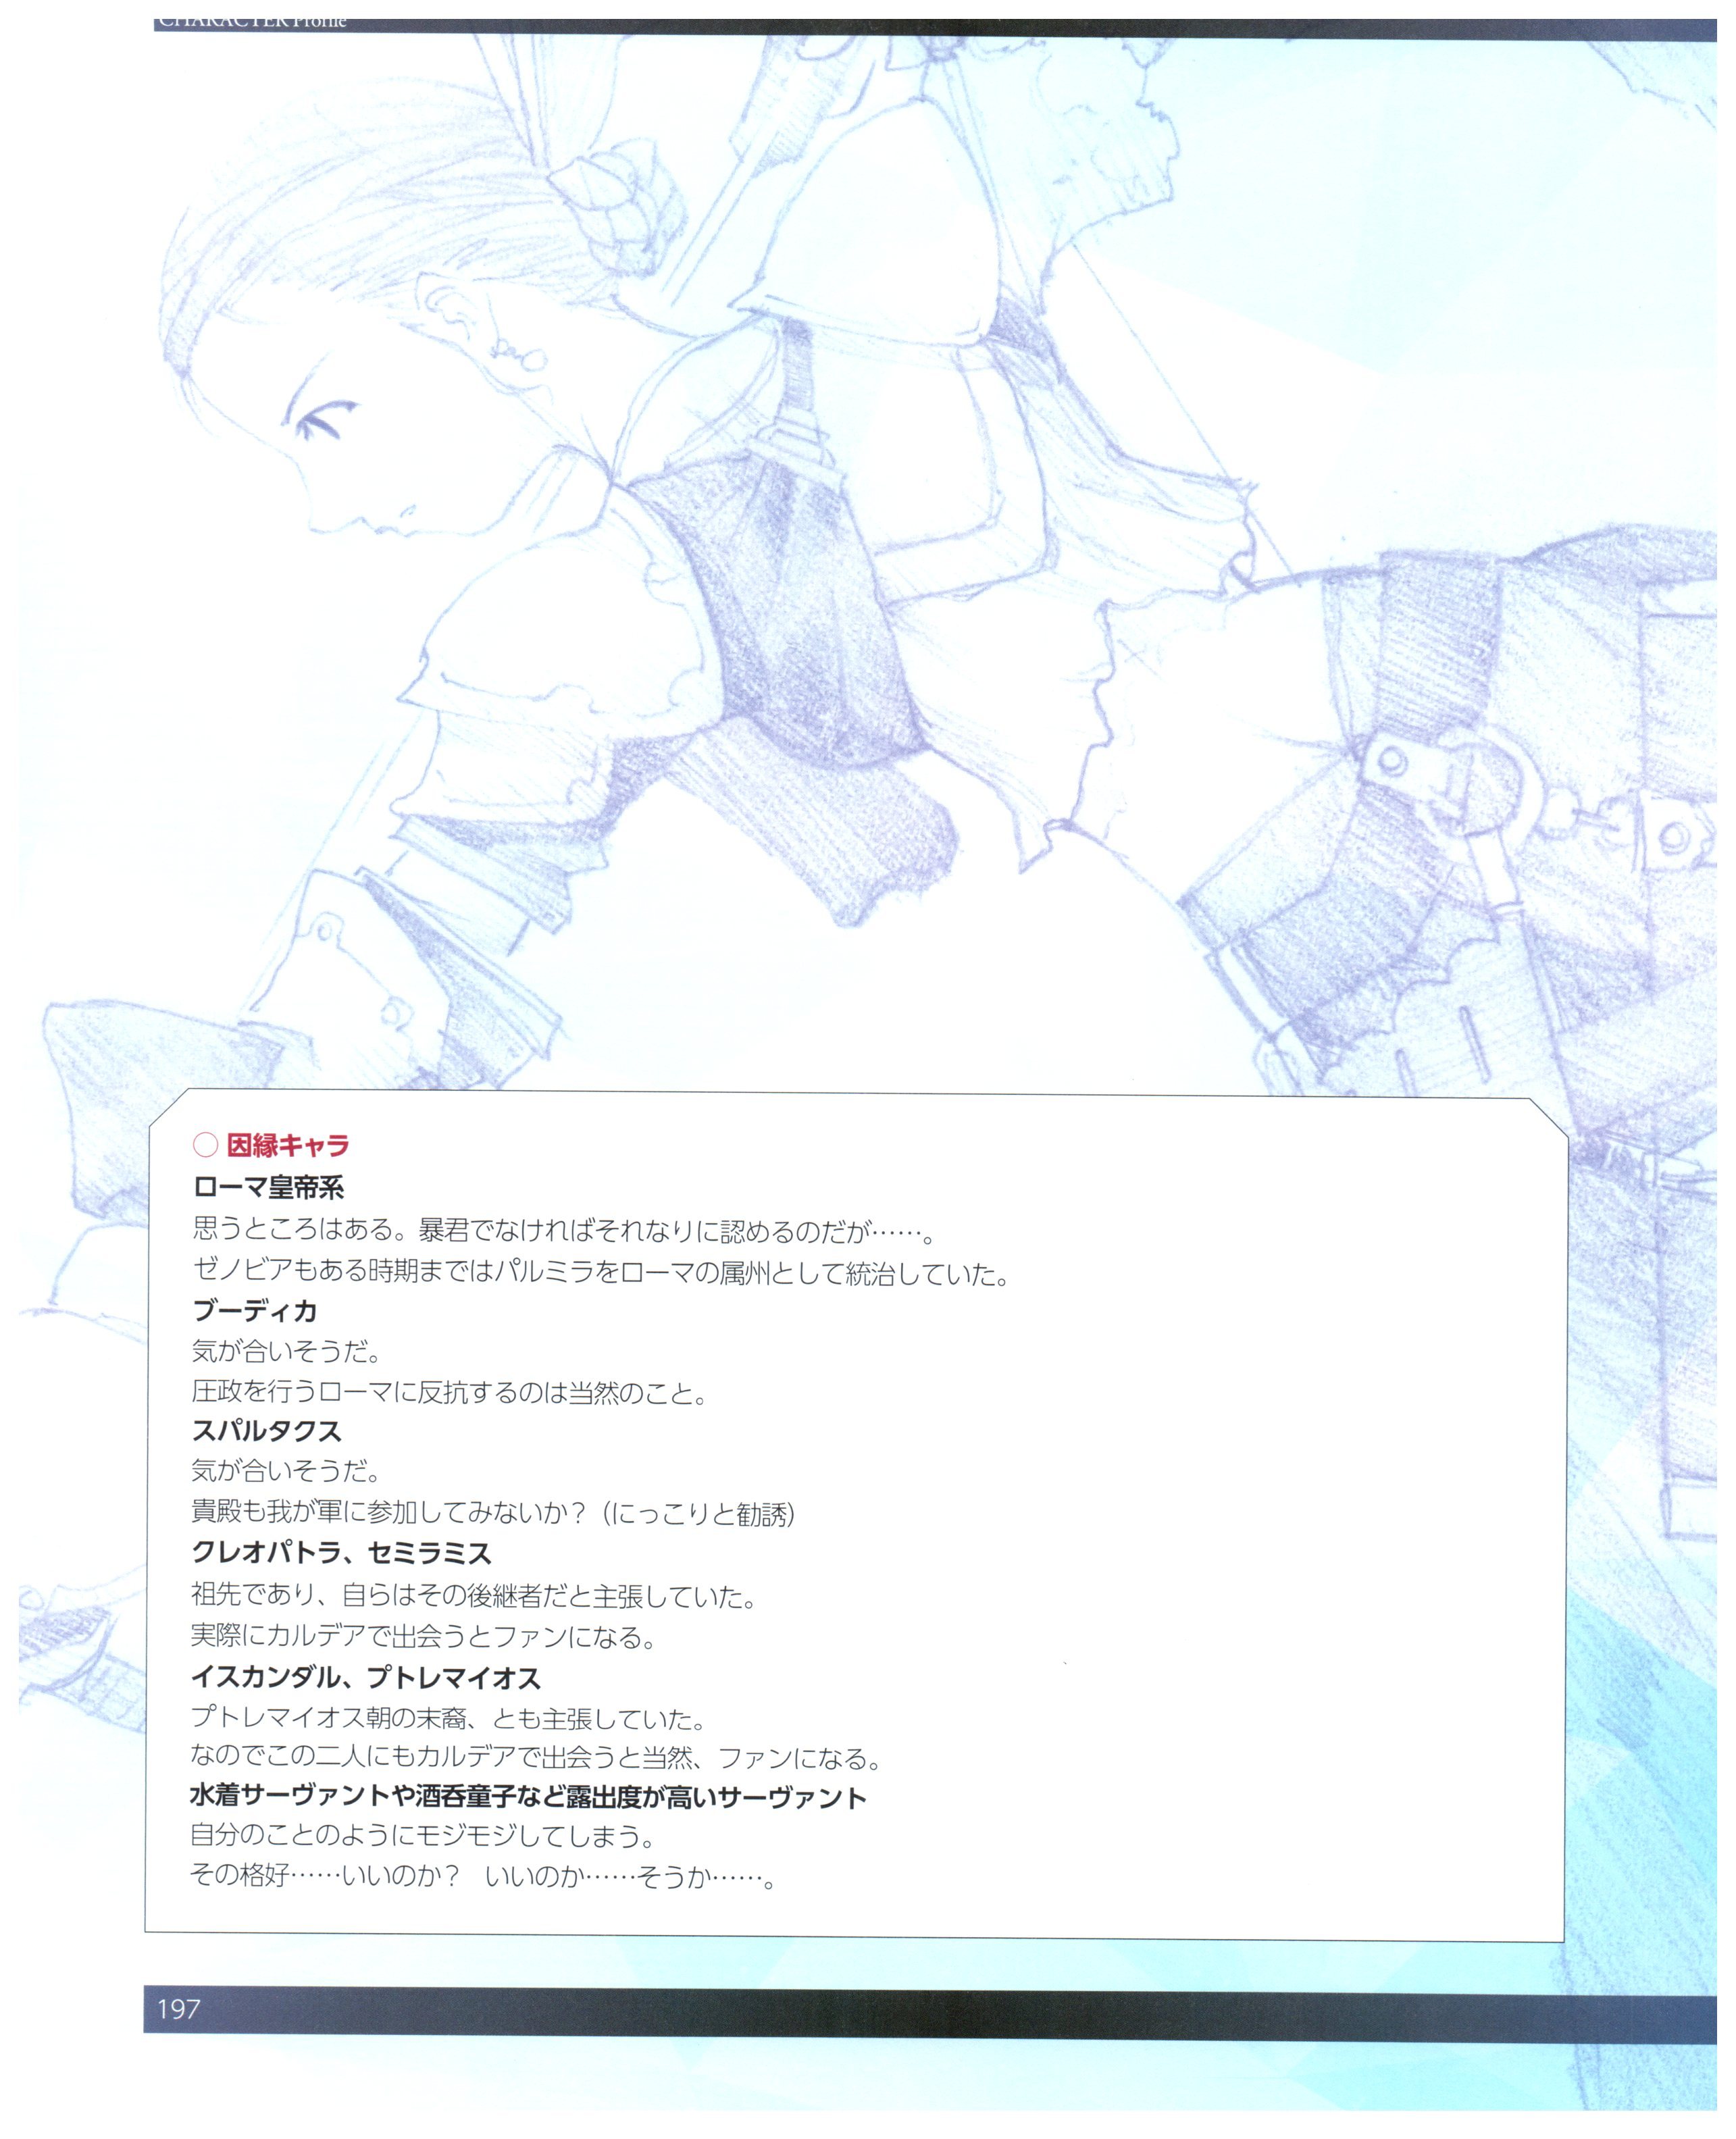 CHARACTER Profile
○ 因縁キャラ
ローマ皇帝系
思うところはある。暴君でなければそれなりに認めるのだが……。
ゼノビアもある時期まではパルミラをローマの属州として統治していた。
ブーディカ
気が合いそうだ。
圧政を行うローマに反抗するのは当然のこと。
スパルタクス
気が合いそうだ。
貴殿も我が軍に参加してみないか？（にっこりと勧誘）
クレオパトラ、セミラミス
祖先であり、自らはその後継者だと主張していた。
実際にカルデアで出会うとファンになる。
イスカンダル、プトレマイオス
プトレマイオス朝の末裔、とも主張していた。
なのでこの二人にもカルデアで出会うと当然、ファンになる。
水着サーヴァントや酒呑童子など露出度が高いサーヴァント
自分のことのようにモジモジしてしまう。
その格好……いいのか？　いいのか……そうか……。
197